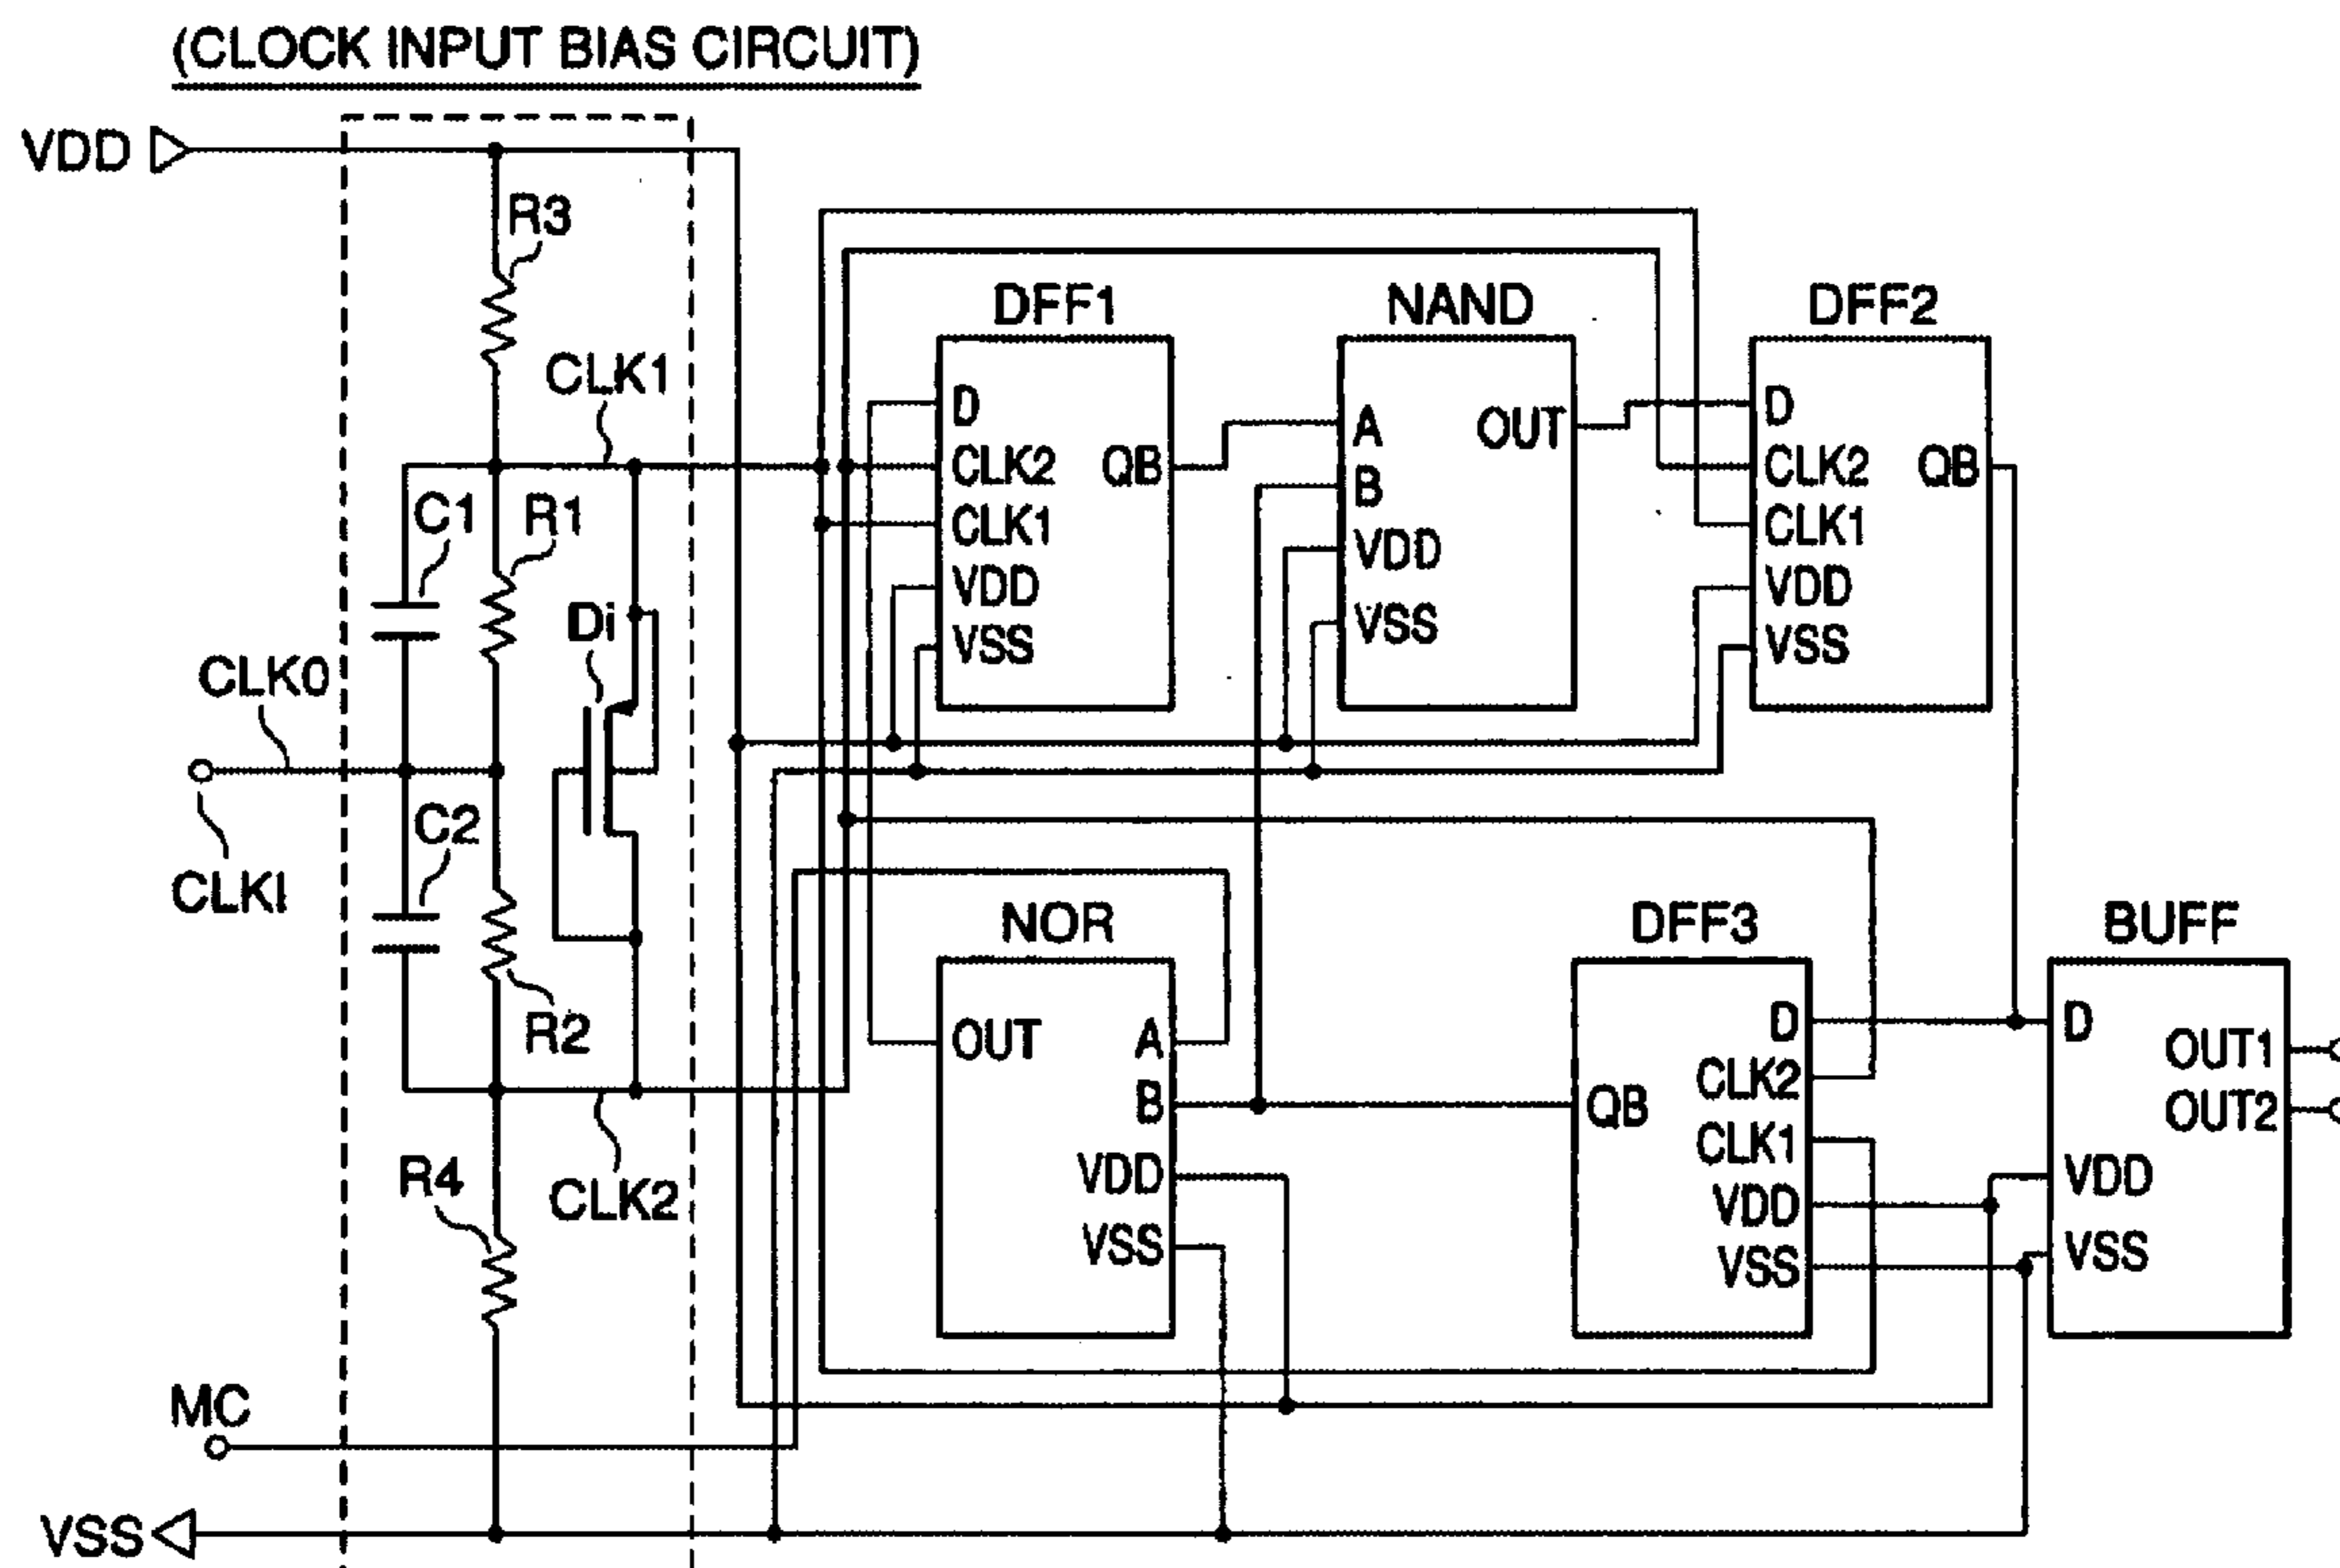 (CLOCK INPUT BIAS CIRCUIT)
VDD
R3
CLK1
C1
R1
Di
CLK0
CLKI
C2
R2
R4
CLK2
MC
VSS
DFF1
D
CLK2
CLK1
VDD
VSS
QB
NAND
A
B
VDD
VSS
OUT
DFF2
D
CLK2
CLK1
VDD
VSS
QB
NOR
OUT
A
B
VDD
VSS
DFF3
QB
D
CLK2
CLK1
VDD
VSS
BUFF
D
OUT1
OUT2
VDD
VSS